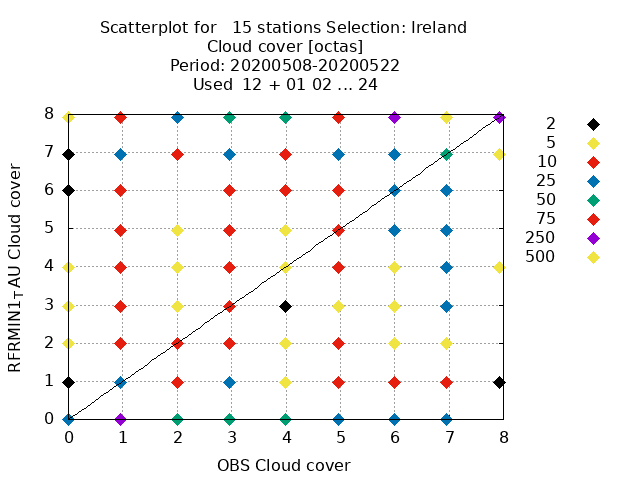 Scatterplot for   15 stations Selection: Ireland
Cloud cover [octas]
Period: 20200508-20200522
Used  12 + 01 02 ... 24
8
7
6
5
4
3
2
1
0
RFRMIN1TAU Cloud cover
0 1 2 3 4 5 6 7 8
OBS Cloud cover
2
5
10
25
50
75
250
500